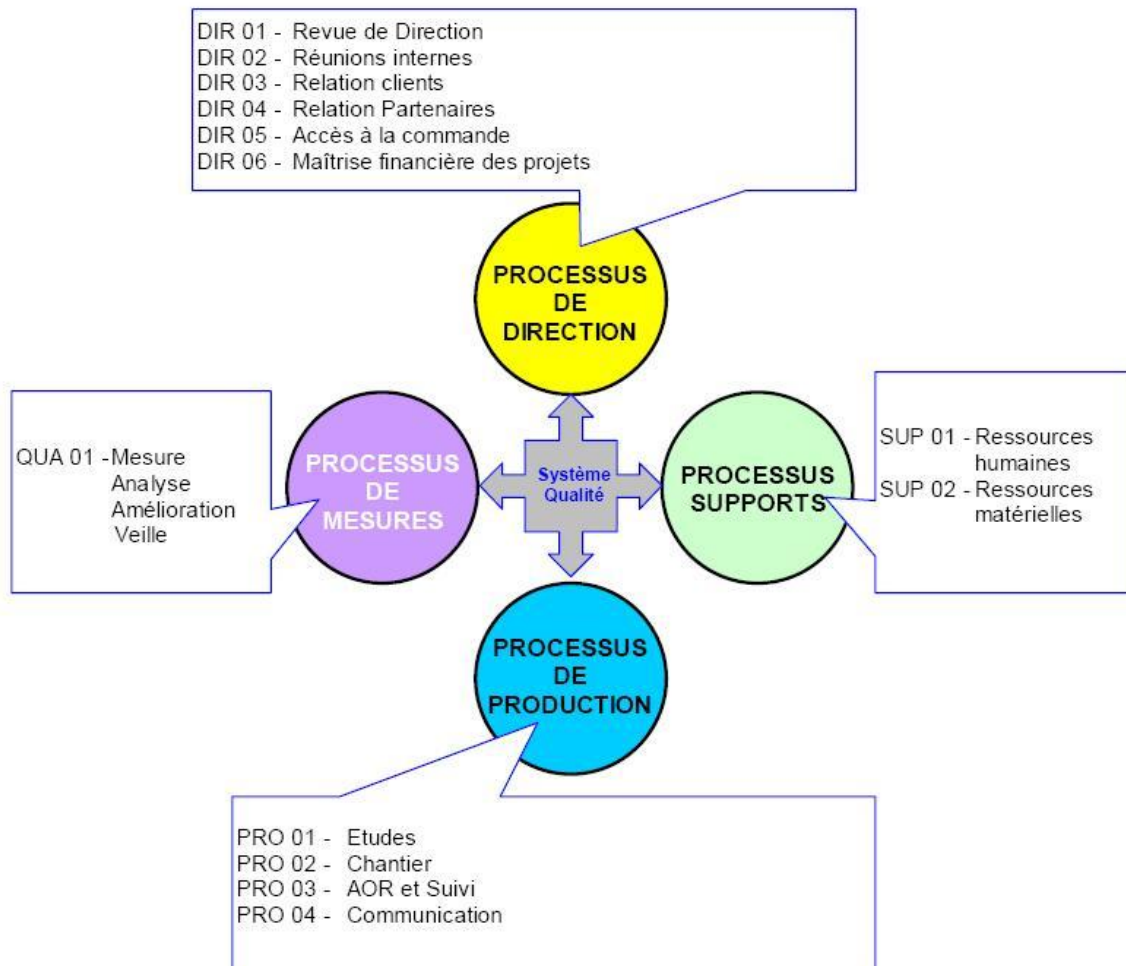 DIR 01 - Revue de Direction
DIR 02 - Réunions internes
DIR 03 - Relation clients
DIR 04 - Relation Partenaires
DIR 05 - Accès à la commande
DIR 06 - Maîtrise financière des projets
PROCESSUS
DE
DIRECTION
QUA 01 - Mesure
Analyse
Amélioration
Veille
PROCESSUS
DE
MESURES
Système
Qualité
PROCESSUS
SUPPORTS
SUP 01 - Ressources
humaines
SUP 02 - Ressources
matérielles
PROCESSUS
DE
PRODUCTION
PRO 01 - Etudes
PRO 02 - Chantier
PRO 03 - AOR et Suivi
PRO 04 - Communication